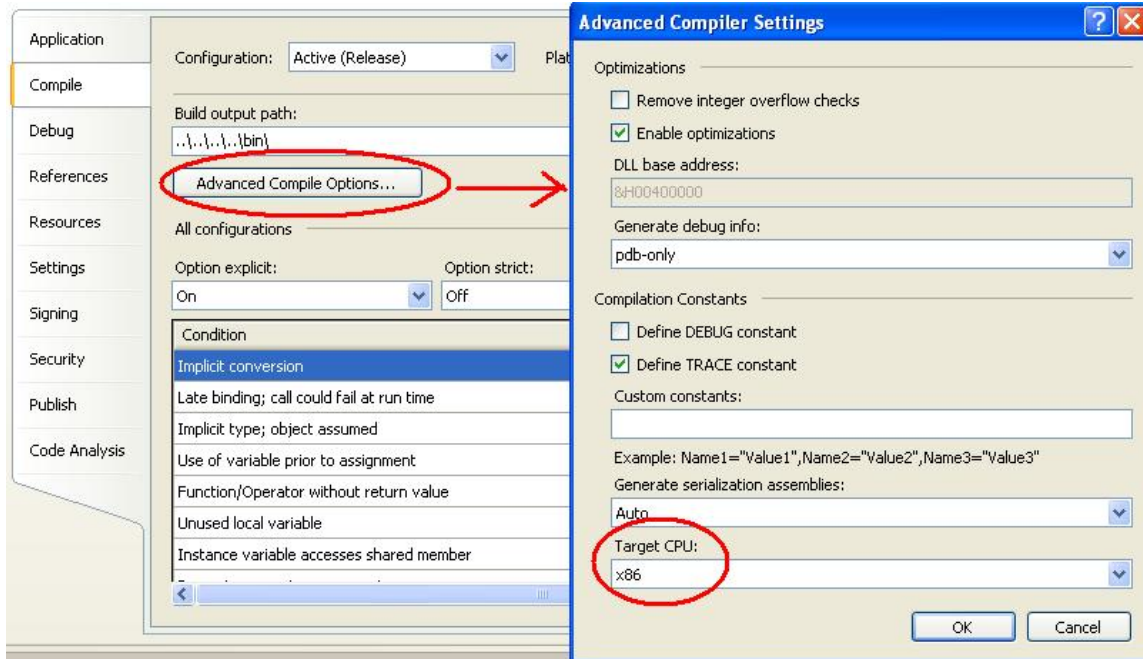 Application
Compile
Debug
References
Resources
Settings
Signing
Security
Publish
Code Analysis
Configuration: Active (Release)
Build output path:
..\..\..\..\bin\
Advanced Compile Options...
All configurations
Option explicit: Option strict:
On Off
Condition
Implicit conversion
Late binding; call could fail at run time
Implicit type; object assumed
Use of variable prior to assignment
Function/Operator without return value
Unused local variable
Instance variable accesses shared member
Advanced Compiler Settings
Optimizations
Remove integer overflow checks
Enable optimizations
DLL base address:
&H00400000
Generate debug info:
pdb-only
Compilation Constants
Define DEBUG constant
Define TRACE constant
Custom constants:
Example: Name1="Value1",Name2="Value2",Name3="Value3"
Generate serialization assemblies:
Auto
Target CPU:
x86
OK Cancel